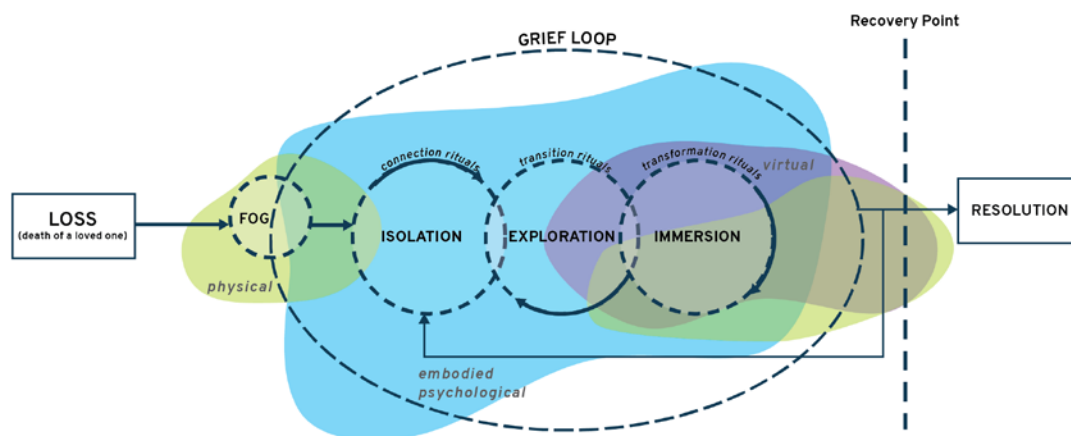 Recovery Point
GRIEF LOOP
connection rituals
transition rituals
transformation rituals
virtual
LOSS
(death of a loved one)
FOG
ISOLATION
EXPLORATION
IMMERSION
RESOLUTION
physical
embodied
psychological